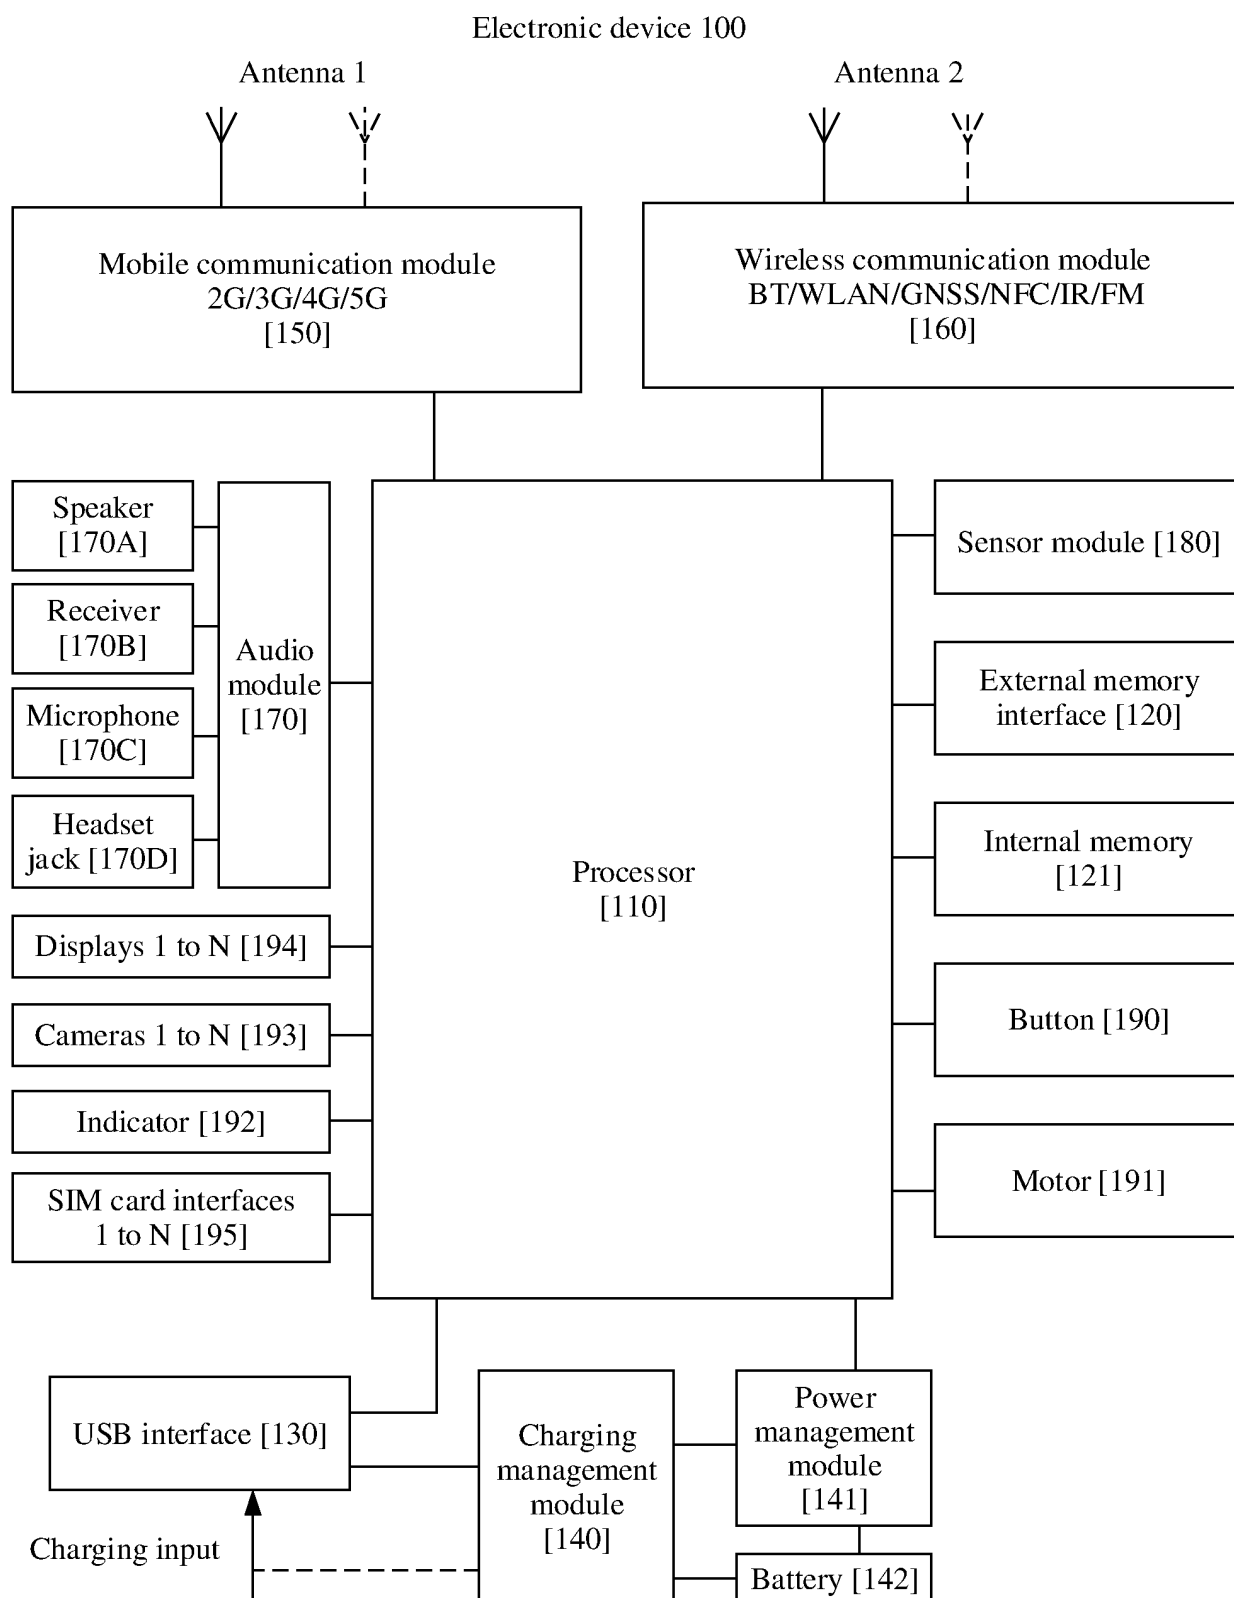 Electronic device 100
Antenna 1
Antenna 2
Mobile communication module
2G/3G/4G/5G
[150]
Wireless communication module
BT/WLAN/GNSS/NFC/IR/FM
[160]
Speaker
[170A]
Receiver
[170B]
Microphone
[170C]
Headset
jack [170D]
Audio
module
[170]
Displays 1 to N [194]
Cameras 1 to N [193]
Indicator [192]
SIM card interfaces
1 to N [195]
Processor
[110]
Sensor module [180]
External memory
interface [120]
Internal memory
[121]
Button [190]
Motor [191]
USB interface [130]
Charging input
Charging
management
module
[140]
Power
management
module
[141]
Battery [142]